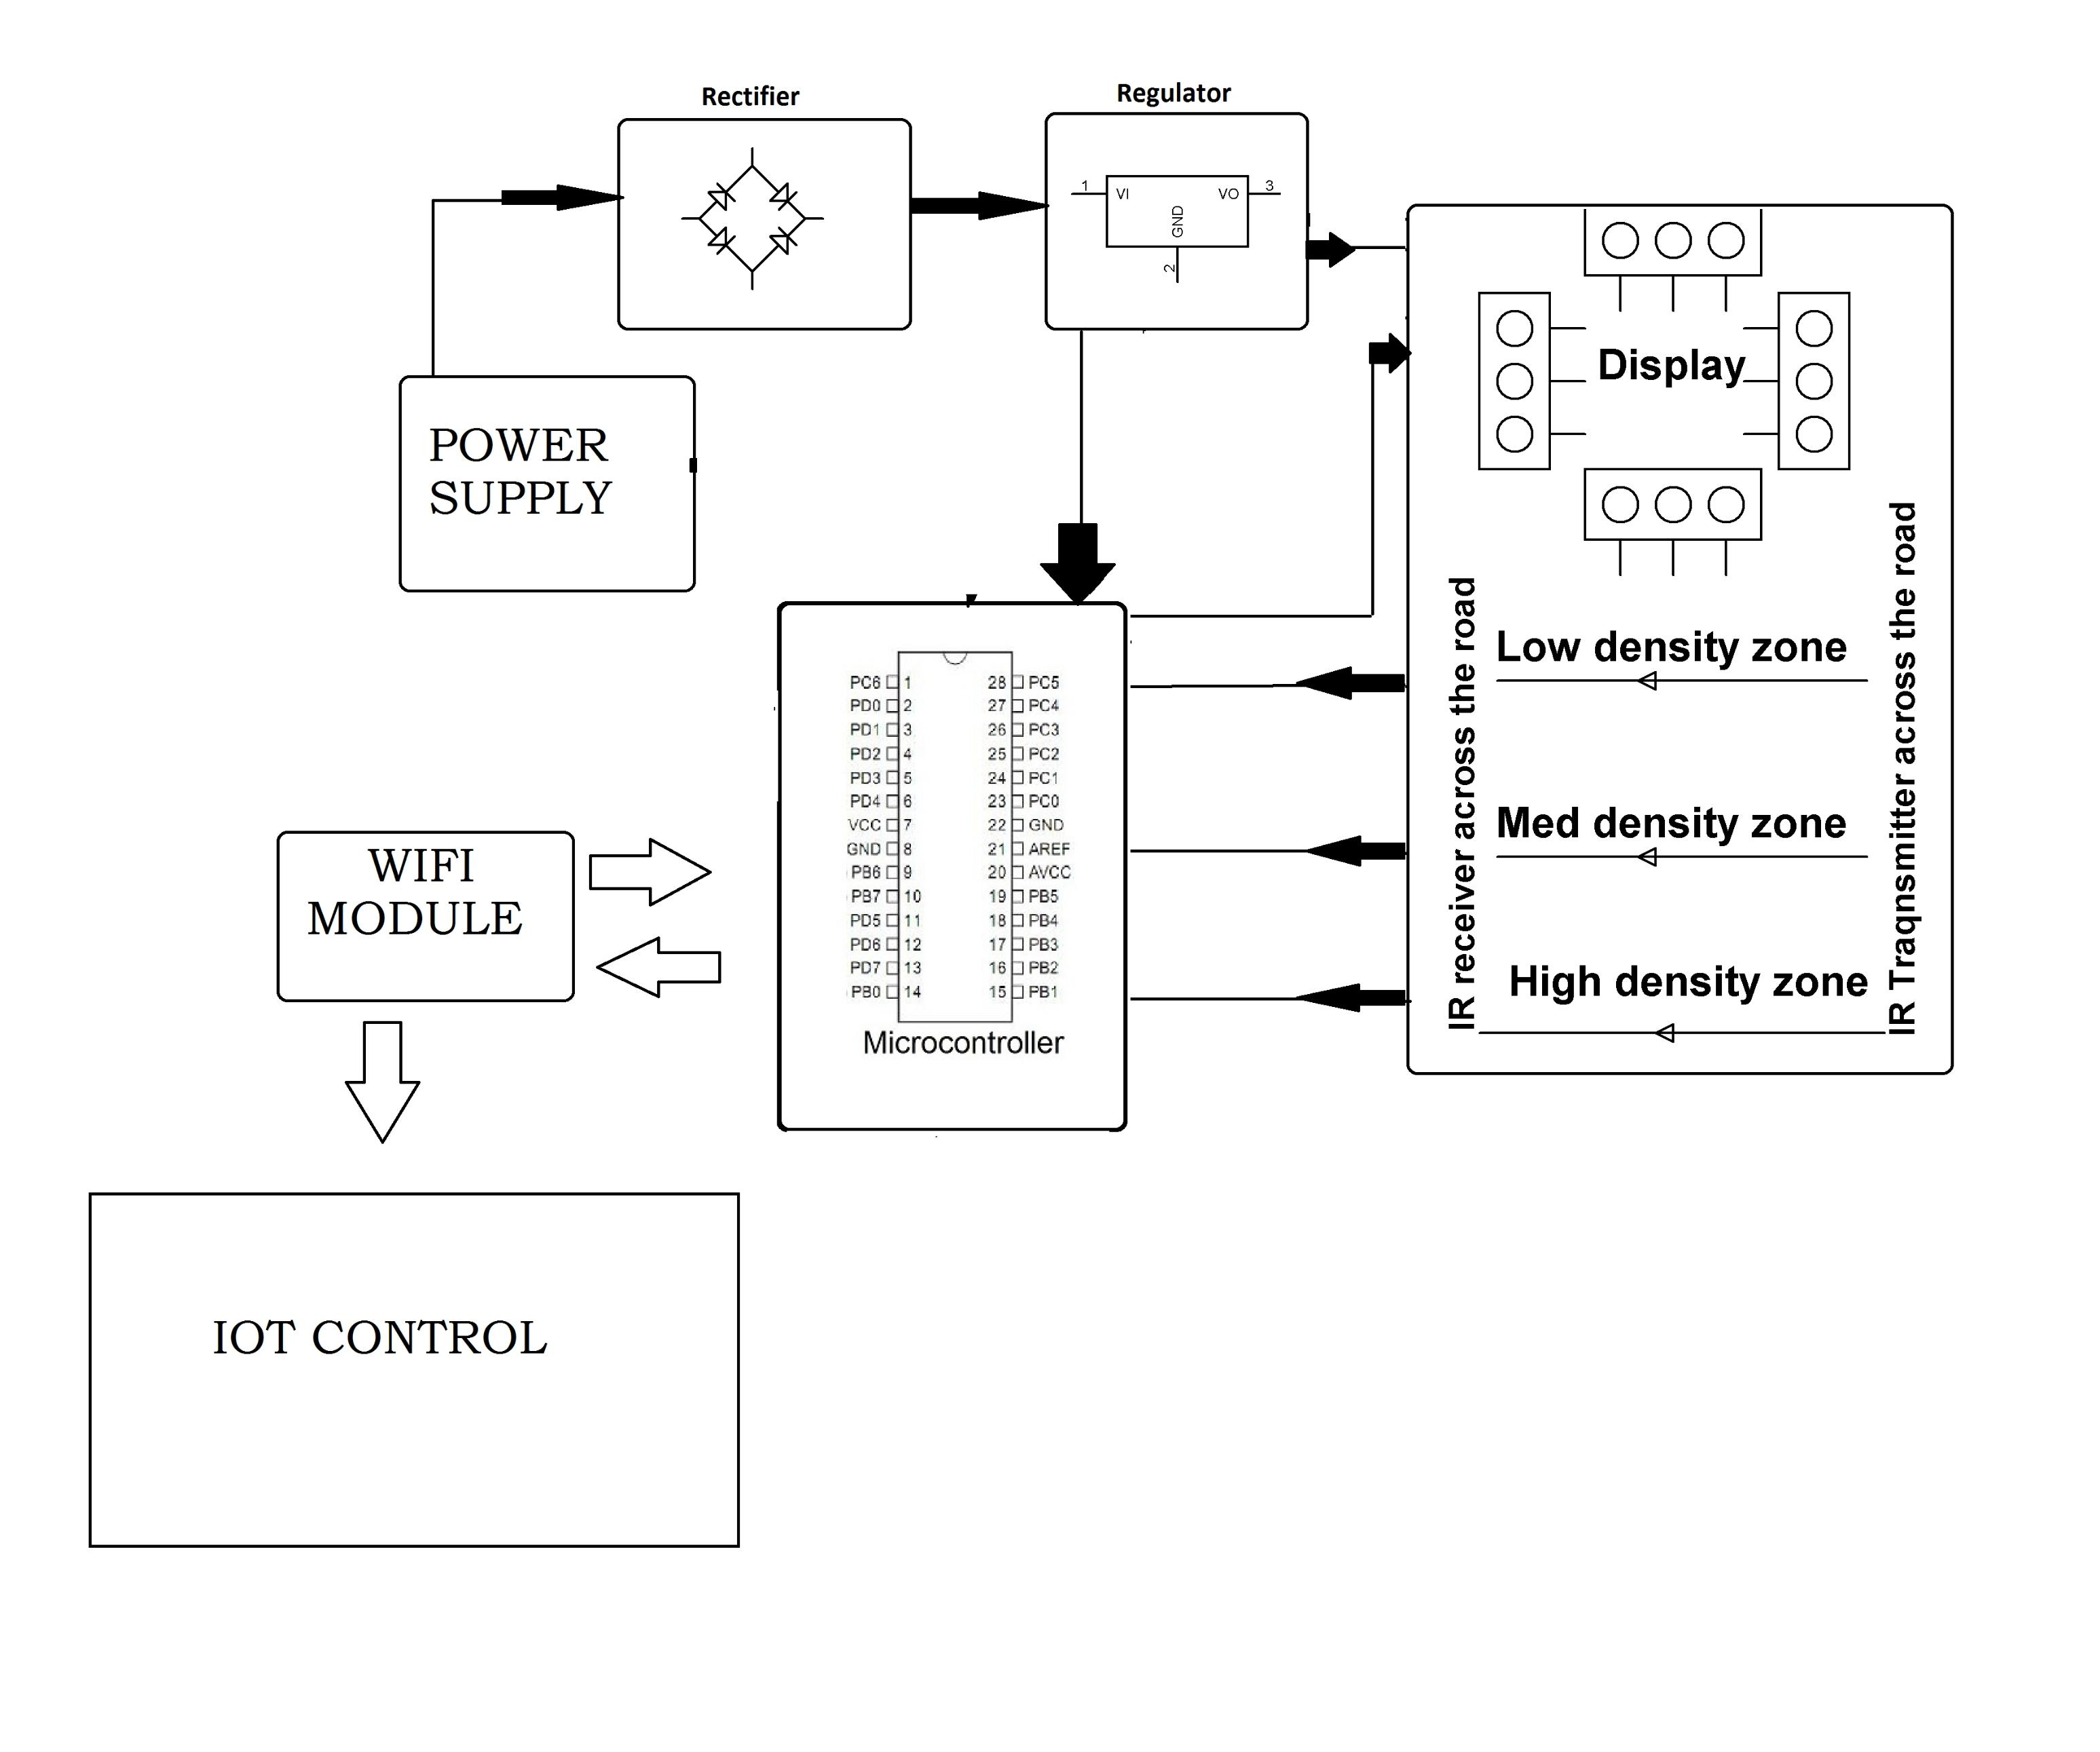 Rectifier
Regulator
1
VI
VO
3
GND
2
POWER
SUPPLY
Display
IR receiver across the road
IR Traqnsmitter across the road
Low density zone
Med density zone
High density zone
PC6 1 28 PC5
PD0 2 27 PC4
PD1 3 26 PC3
PD2 4 25 PC2
PD3 5 24 PC1
PD4 6 23 PC0
VCC 7 22 GND
GND 8 21 AREF
PB6 9 20 AVCC
PB7 10 19 PB5
PD5 11 18 PB4
PD6 12 17 PB3
PD7 13 16 PB2
PB0 14 15 PB1
Microcontroller
WIFI
MODULE
IOT CONTROL